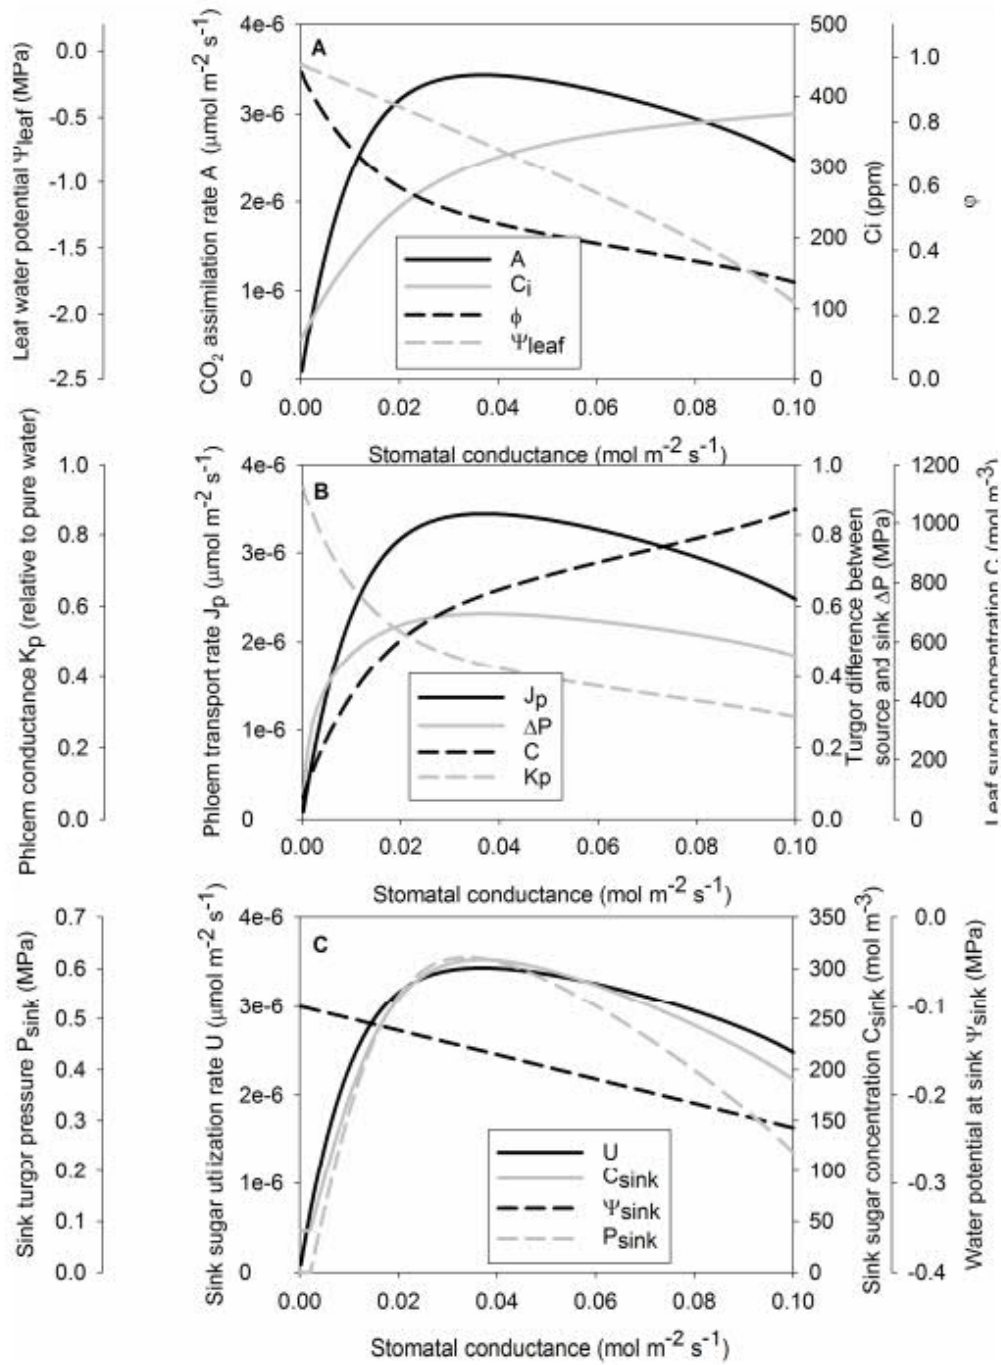 A
Leaf water potential Ψleaf (MPa)
0.0
-0.5
-1.0
-1.5
-2.0
-2.5
CO2 assimilation rate A (μmol m-2 s-1)
4e-6
3e-6
2e-6
1e-6
0
500
400
300
200
100
0
Ci (ppm)
1.0
0.8
0.6
0.4
0.2
0.0
φ
A
Ci
ϕ
Ψleaf
0.00 0.02 0.04 0.06 0.08 0.10
Stomatal conductance (mol m-2 s-1)
B
Phlcem conductance Kp (relative to pure water)
1.0
0.8
0.6
0.4
0.2
0.0
Phloem transport rate Jp (μmol m-2 s-1)
4e-6
3e-6
2e-6
1e-6
0
1.0
0.8
0.6
0.4
0.2
0.0
Turgor difference between
source and sink ΔP (MPa)
1200
1000
800
600
400
200
0
Leaf sugar concentration C (mol m-3)
Jp
ΔP
C
Kp
0.00 0.02 0.04 0.06 0.08 0.10
Stomatal conductance (mol m-2 s-1)
C
Sink turgor pressure Psink (MPa)
0.7
0.6
0.5
0.4
0.3
0.2
0.1
0.0
Sink sugar utilization rate U (μmol m-2 s-1)
4e-6
3e-6
2e-6
1e-6
0
350
300
250
200
150
100
50
0
Sink sugar concentration Csink (mol m-3)
0.0
-0.1
-0.2
-0.3
-0.4
Water potential at sink Ψsink (MPa)
U
Csink
Ψsink
Psink
0.00 0.02 0.04 0.06 0.08 0.10
Stomatal conductance (mol m-2 s-1)